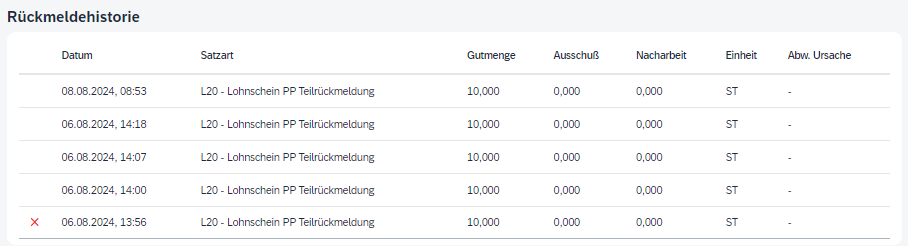 Rückmeldehistorie
Datum Satzart Gutmenge Ausschuß Nacharbeit Einheit Abw. Ursache
08.08.2024, 08:53 L20 - Lohnschein PP Teilrückmeldung 10,000 0,000 0,000 ST -
06.08.2024, 14:18 L20 - Lohnschein PP Teilrückmeldung 10,000 0,000 0,000 ST -
06.08.2024, 14:07 L20 - Lohnschein PP Teilrückmeldung 10,000 0,000 0,000 ST -
06.08.2024, 14:00 L20 - Lohnschein PP Teilrückmeldung 10,000 0,000 0,000 ST -
06.08.2024, 13:56 L20 - Lohnschein PP Teilrückmeldung 10,000 0,000 0,000 ST -